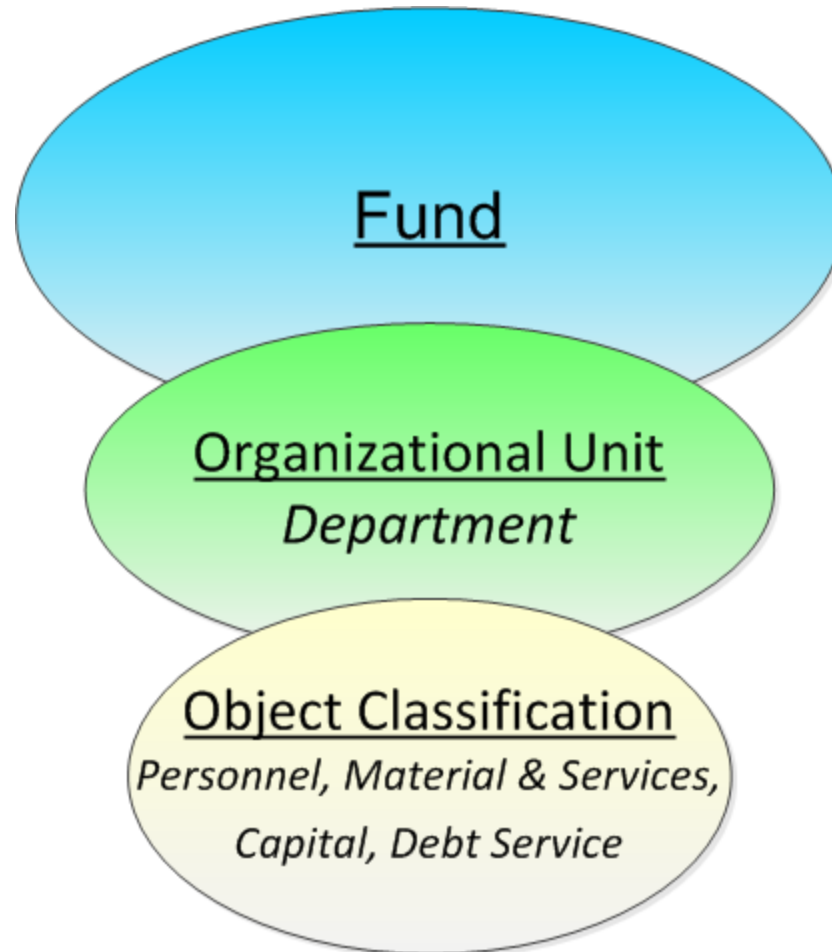 Fund
Organizational Unit
Department
Object Classification
Personnel, Material & Services,
Capital, Debt Service